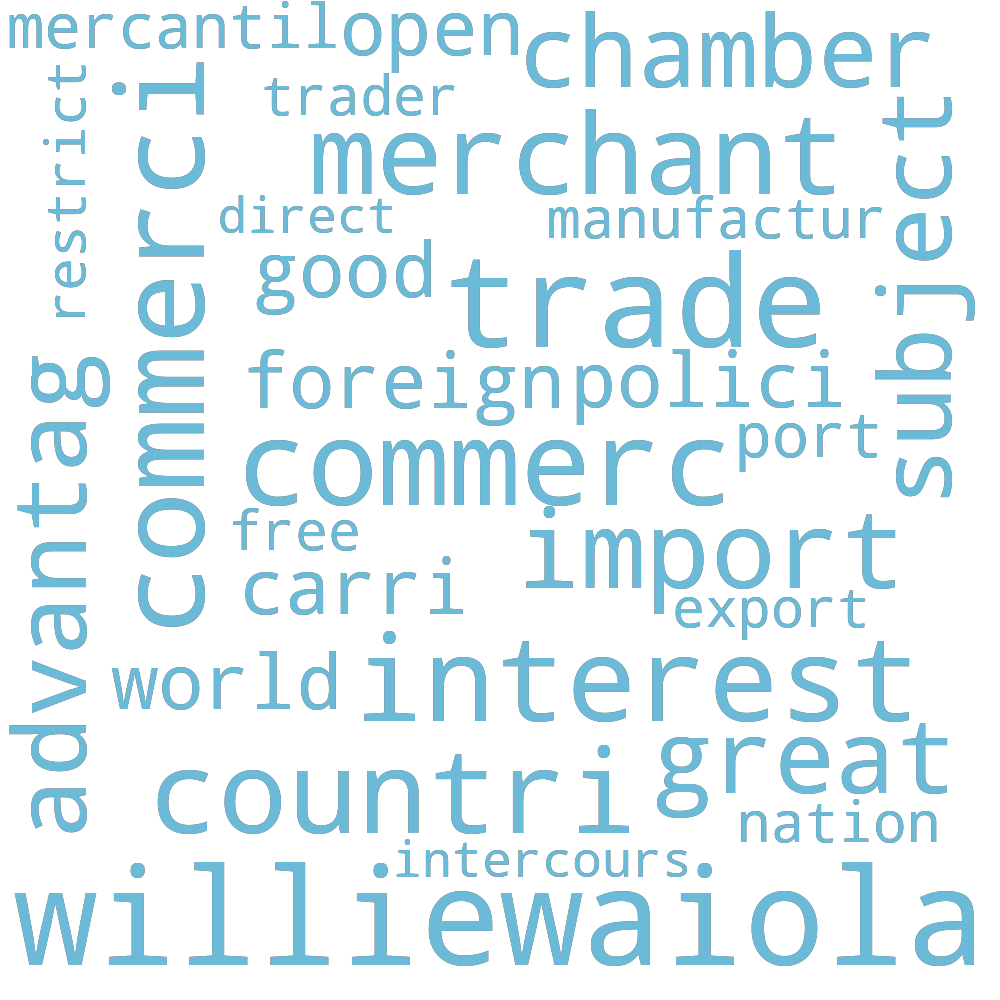 mercantil
open
chamber
restrict
commerci
trader
merchant
subject
direct
manufactur
good
trade
advantag
foreign
polici
commerc
port
free
import
carri
export
world
interest
great
countri
nation
intercours
williewaiola